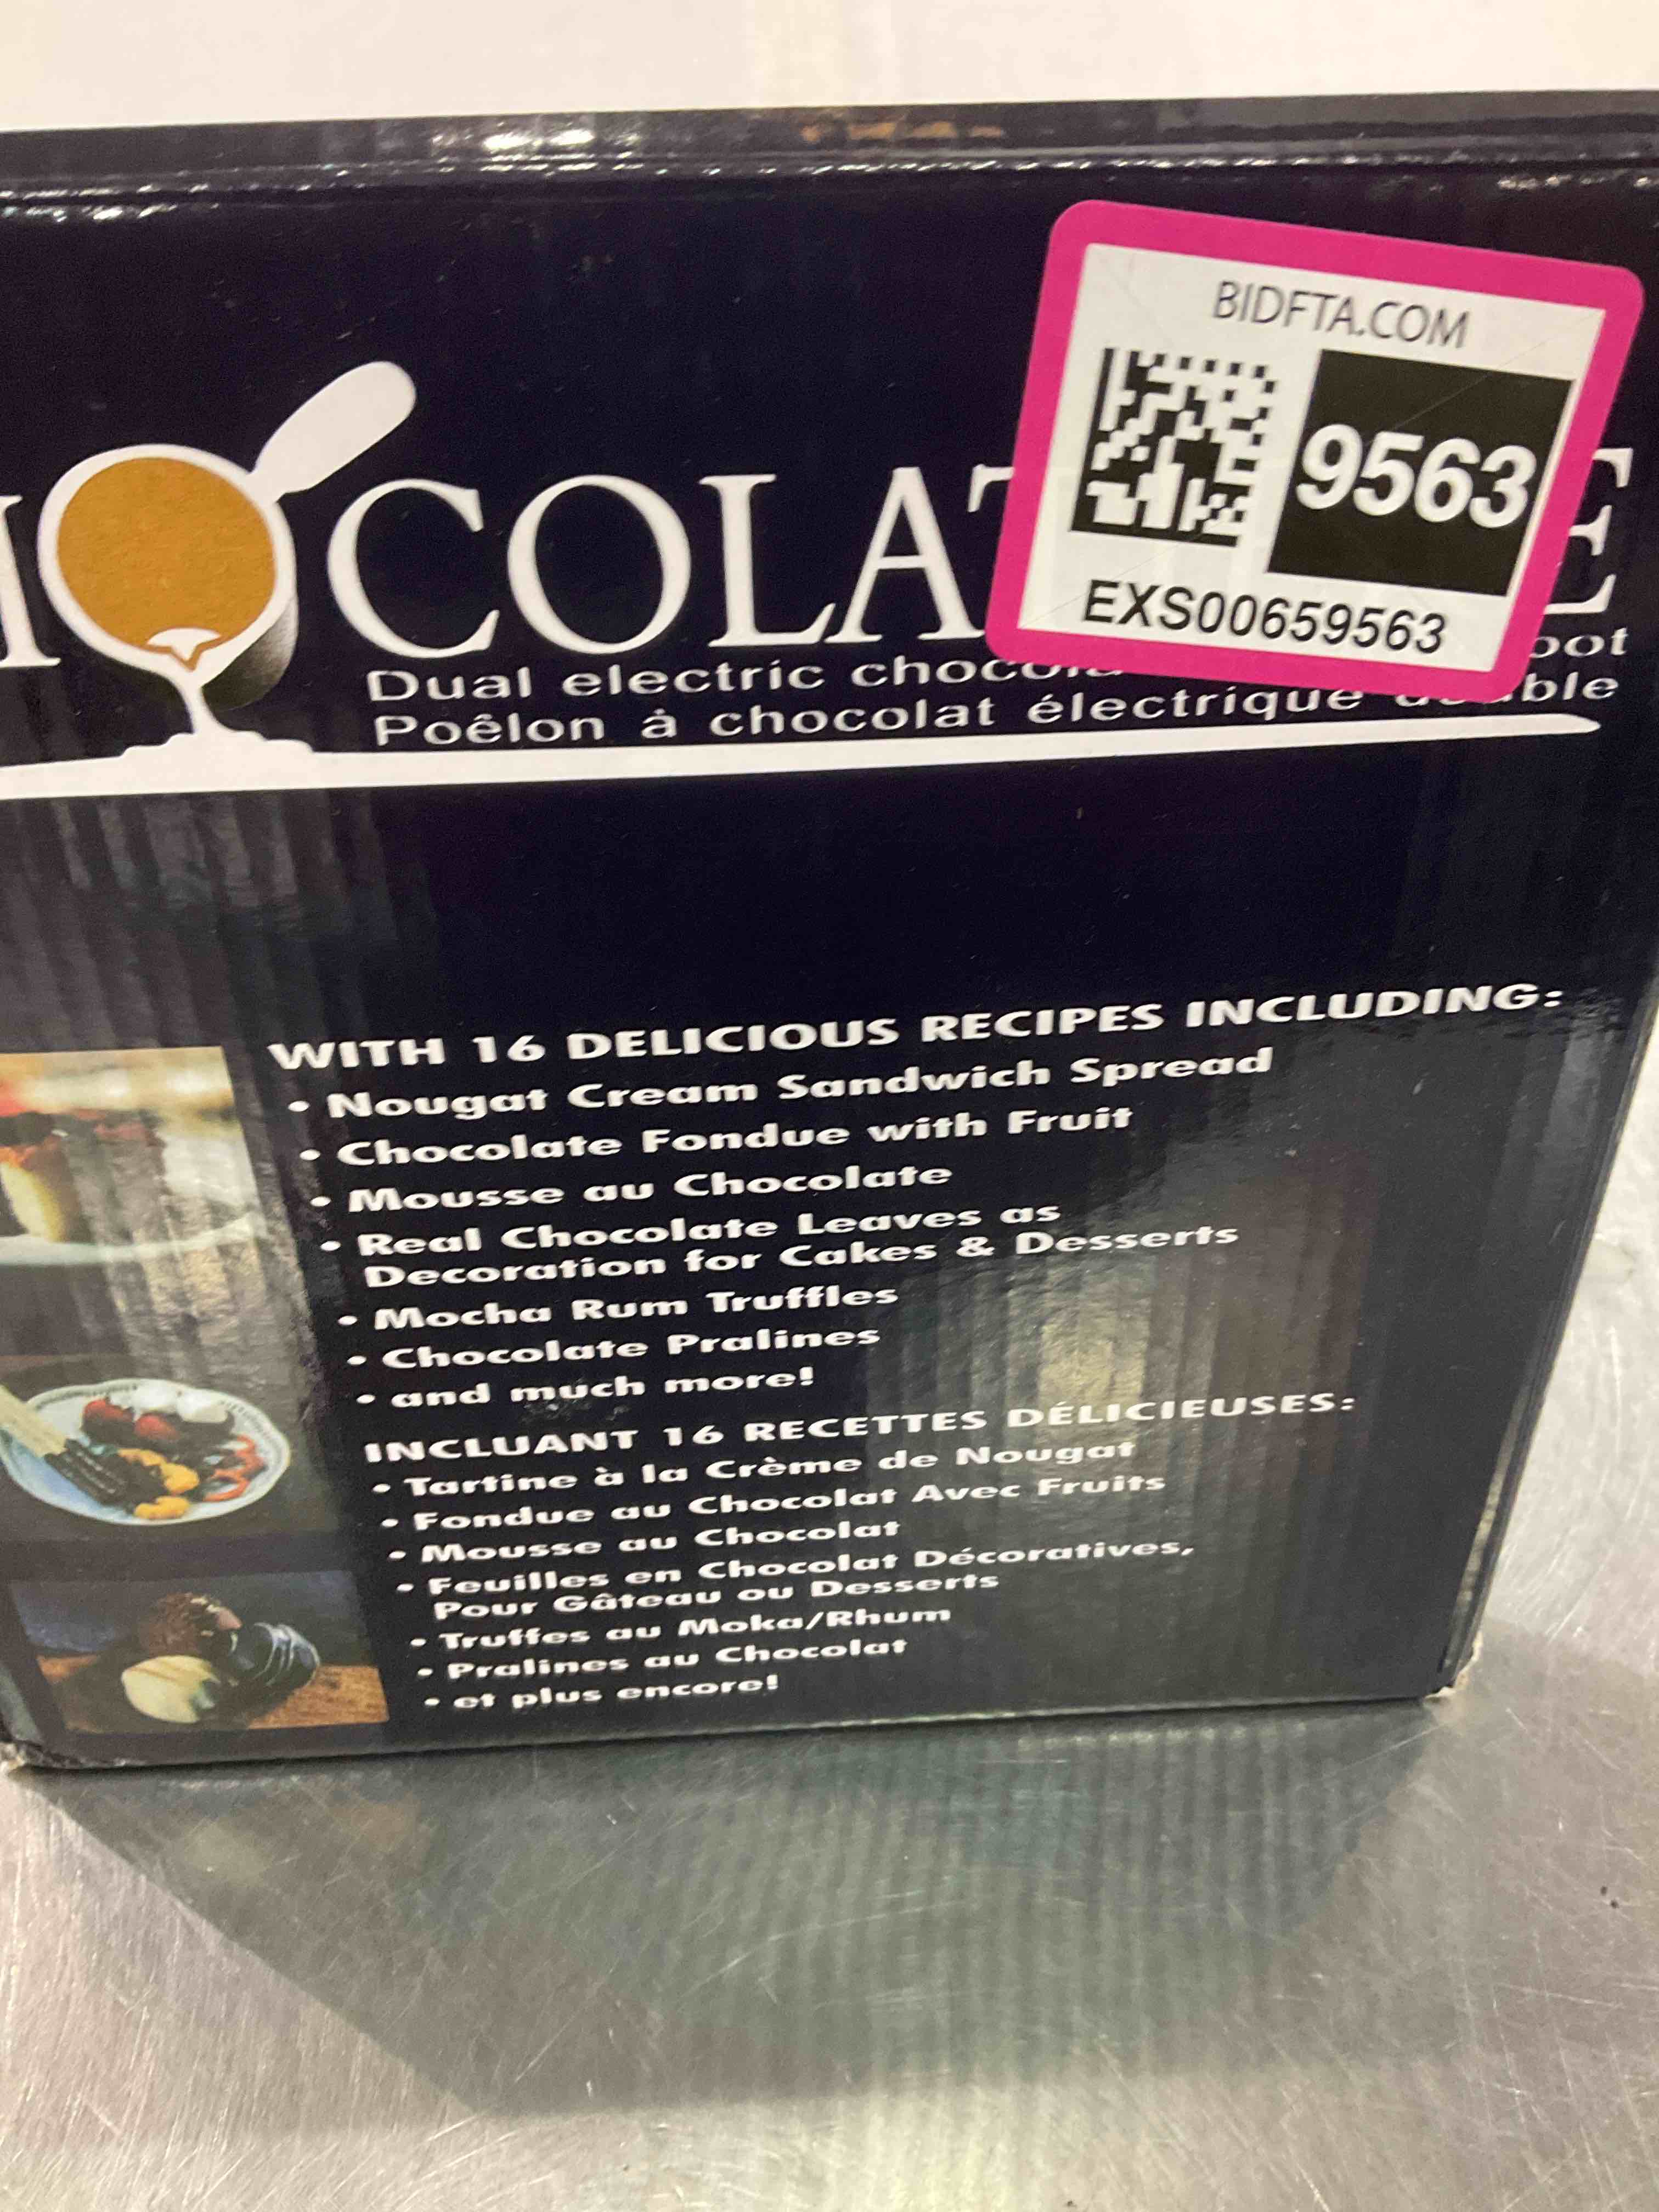 BIDFTA.COM
9563
EXS00659563
COLA
Dual electric
Poêlon à chocolat électrique
WITH 16 DELICIOUS RECIPES INCLUDING:
• Nougat Cream Sandwich Spread
• Chocolate Fondue with Fruit
• Mousse au Chocolate
• Real Chocolate Leaves as
Decoration for Cakes & Desserts
• Mocha Rum Truffles
• Chocolate Pralines
• and much more!
INCLUANT 16 RECETTES DÉLICIEUSES:
• Tartine à la Crème de Nougat
• Fondue au Chocolat Avec Fruits
• Mousse au Chocolat
• Feuilles en Chocolat Décoratives,
Pour Gâteau ou Desserts
• Truffes au Moka/Rhum
• Pralines au Chocolat
• et plus encore!